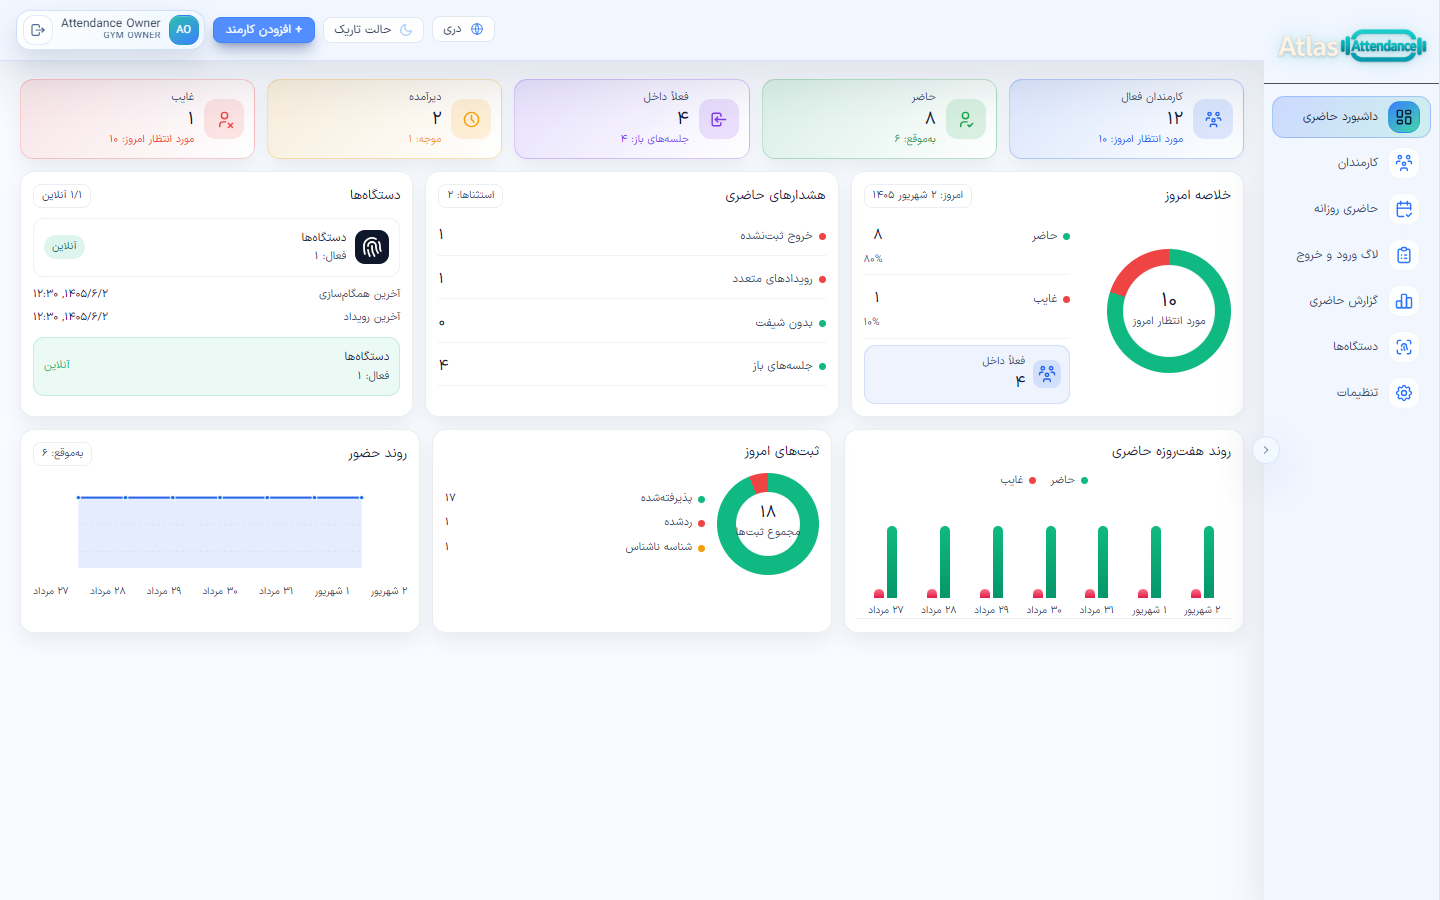 Atlas Attendance
دری
حالت تاریک
+ افزودن کارمند
AO
Attendance Owner
GYM OWNER
داشبورد حاضری
کارمندان
حاضری روزانه
لاگ ورود و خروج
گزارش حاضری
دستگاه‌ها
تنظیمات
کارمندان فعال
۱۲
مورد انتظار امروز: ۱۰
حاضر
۸
به‌موقع: ۶
فعلاً داخل
۴
جلسه‌های باز: ۴
دیرآمده
۲
موجه: ۱
غایب
۱
مورد انتظار امروز: ۱۰
خلاصه امروز
امروز: ۲ شهریور ۱۴۰۵
۱۰
مورد انتظار امروز
حاضر
۸
۸۰%
غایب
۱
۱۰%
فعلاً داخل
۴
هشدارهای حاضری
استثناها: ۲
خروج ثبت‌نشده
۱
رویدادهای متعدد
۱
بدون شیفت
۰
جلسه‌های باز
۴
دستگاه‌ها
۱/۱ آنلاین
دستگاه‌ها
فعال: ۱
آنلاین
آخرین همگام‌سازی
۱۴۰۵/۶/۲, ۱۲:۳۰
آخرین رویداد
۱۴۰۵/۶/۲, ۱۲:۳۰
دستگاه‌ها
فعال: ۱
آنلاین
روند هفت‌روزه حاضری
حاضر
غایب
۲ شهریور
۱ شهریور
۳۱ مرداد
۳۰ مرداد
۲۹ مرداد
۲۸ مرداد
۲۷ مرداد
ثبت‌های امروز
۱۸
مجموع ثبت‌ها
پذیرفته‌شده
۱۷
ردشده
۱
شناسه ناشناس
۱
روند حضور
به‌موقع: ۶
۲ شهریور
۱ شهریور
۳۱ مرداد
۳۰ مرداد
۲۹ مرداد
۲۸ مرداد
۲۷ مرداد